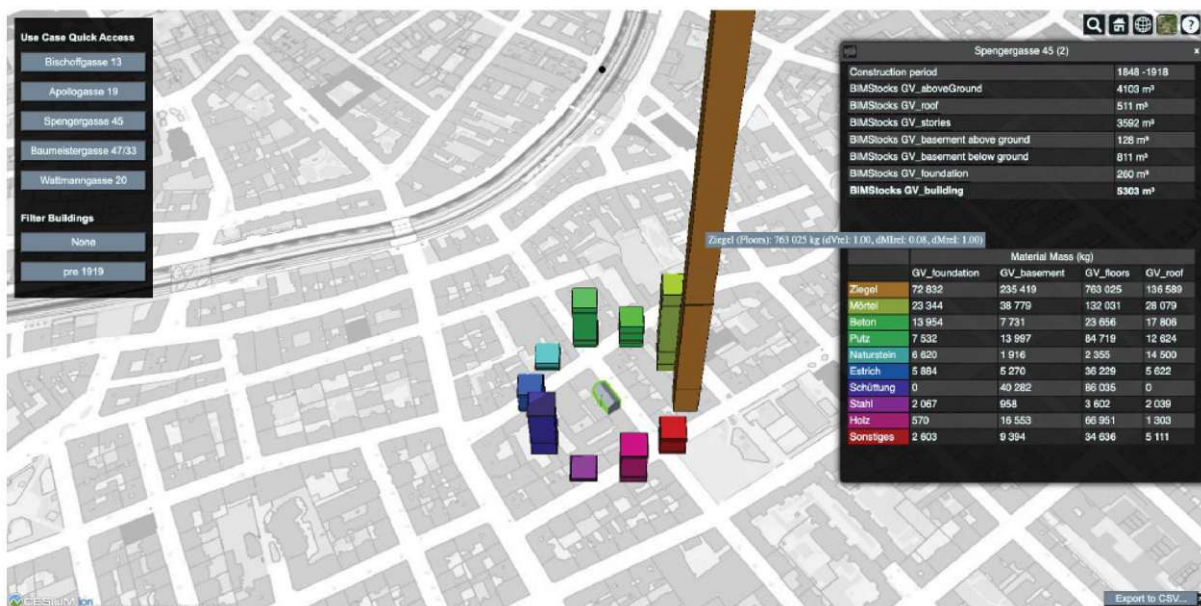 Use Case Quick Access
Bischoffgasse 13
Apollogasse 19
Spengergasse 45
Baumeistergasse 47/33
Wattmanngasse 20
Filter Buildings
None
pre 1919
Spengergasse 45 (2)
x
Construction period 1848 -1918
BIMStocks GV_aboveGround 4103 m³
BIMStocks GV_roof 511 m³
BIMStocks GV_stories 3592 m³
BIMStocks GV_basement above ground 128 m³
BIMStocks GV_basement below ground 811 m³
BIMStocks GV_foundation 260 m³
BIMStocks GV_building 5303 m³
Ziegel (Floors): 763 025 kg (dVrel: 1.00, dMIrel: 0.08, dMrel: 1.00)
Material Mass (kg)
GV_foundation GV_basement GV_floors GV_roof
Ziegel 72 832 235 419 763 025 136 589
Mörtel 23 344 38 779 132 031 28 079
Beton 13 954 7 731 23 656 17 806
Putz 7 532 13 997 84 719 12 624
Naturstein 6 620 1 916 2 355 14 500
Estrich 5 884 5 270 36 229 5 622
Schüttung 0 40 282 86 035 0
Stahl 2 067 958 3 602 2 039
Holz 570 16 553 66 951 1 303
Sonstiges 2 603 9 394 34 636 5 111
CESIUM ion
Export to CSV...